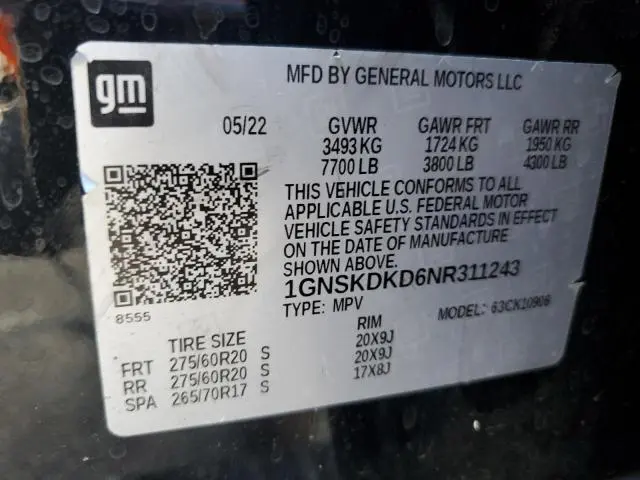 gm
MFD BY GENERAL MOTORS LLC
05/22 GVWR GAWR FRT GAWR RR
3493 KG 1724 KG 1950 KG
7700 LB 3800 LB 4300 LB
THIS VEHICLE CONFORMS TO ALL
APPLICABLE U.S. FEDERAL MOTOR
VEHICLE SAFETY STANDARDS IN EFFECT
ON THE DATE OF MANUFACTURE
SHOWN ABOVE.
1GNSKDKD6NR311243
8555 TYPE: MPV MODEL: 63CK10906
TIRE SIZE RIM
FRT 275/60R20 S 20X9J
RR 275/60R20 S 20X9J
SPA 265/70R17 S 17X8J